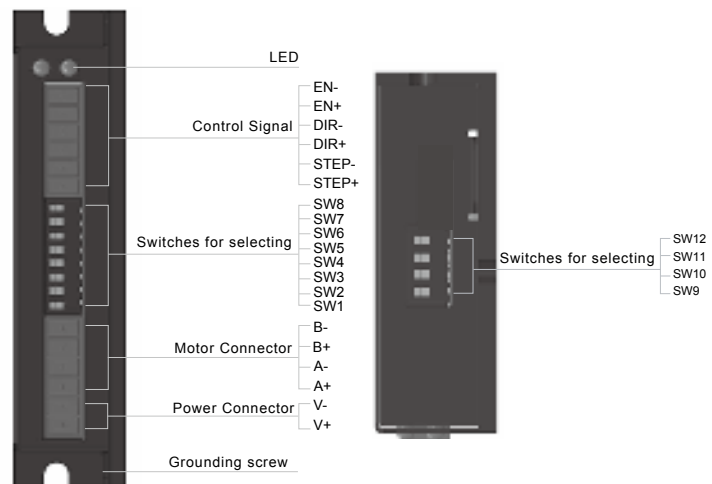 LED
Control Signal
EN-
EN+
DIR-
DIR+
STEP-
STEP+
Switches for selecting
SW8
SW7
SW6
SW5
SW4
SW3
SW2
SW1
Motor Connector
B-
B+
A-
A+
Power Connector
V-
V+
Grounding screw
Switches for selecting
SW12
SW11
SW10
SW9